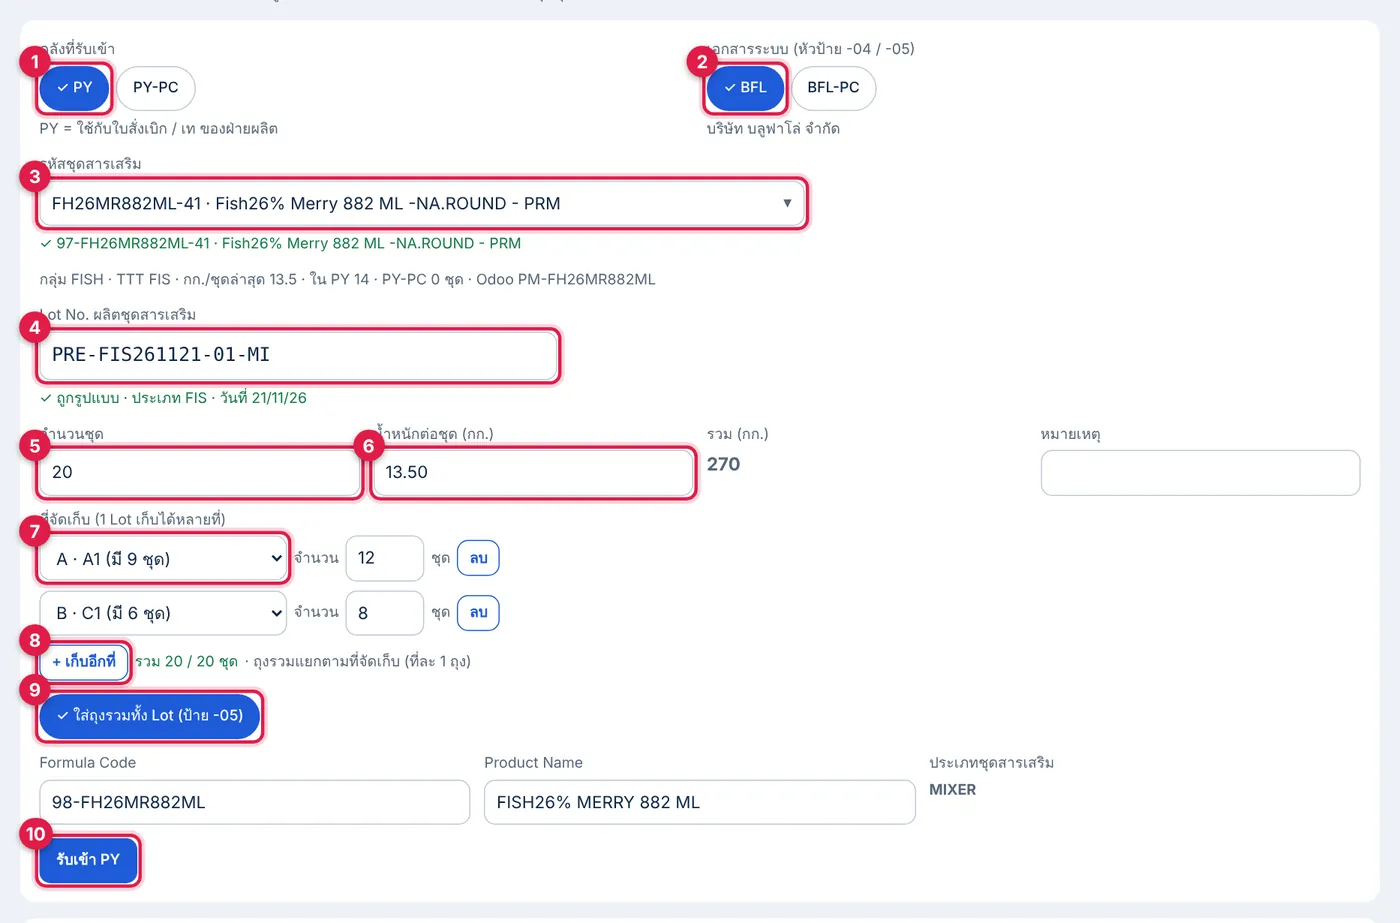 1
คลังที่รับเข้า
✓ PY
PY-PC
PY = ใช้กับใบสั่งเบิก / เท ของฝ่ายผลิต
2
เอกสารระบบ (หัวป้าย -04 / -05)
✓ BFL
BFL-PC
บริษัท บลูฟาโล่ จำกัด
3
รหัสชุดสารเสริม
FH26MR882ML-41 · Fish26% Merry 882 ML -NA.ROUND - PRM
✓ 97-FH26MR882ML-41 · Fish26% Merry 882 ML -NA.ROUND - PRM
กลุ่ม FISH · TTT FIS · กก./ชุดล่าสุด 13.5 · ใน PY 14 · PY-PC 0 ชุด · Odoo PM-FH26MR882ML
4
Lot No. ผลิตชุดสารเสริม
PRE-FIS261121-01-MI
✓ ถูกรูปแบบ · ประเภท FIS · วันที่ 21/11/26
5
จำนวนชุด
20
6
น้ำหนักต่อชุด (กก.)
13.50
รวม (กก.)
270
หมายเหตุ
7
ที่จัดเก็บ (1 Lot เก็บได้หลายที่)
A · A1 (มี 9 ชุด) จำนวน 12 ชุด ลบ
B · C1 (มี 6 ชุด) จำนวน 8 ชุด ลบ
8
+ เก็บอีกที่ รวม 20 / 20 ชุด · ถุงรวมแยกตามที่จัดเก็บ (ที่ละ 1 ถุง)
9
✓ ใส่ถุงรวมทั้ง Lot (ป้าย -05)
Formula Code
98-FH26MR882ML
Product Name
FISH26% MERRY 882 ML
ประเภทชุดสารเสริม
MIXER
10
รับเข้า PY